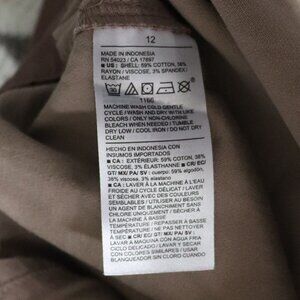 12
MADE IN INDONESIA
RN 54023 / CA 17897
■ US : SHELL: 59% COTTON, 38%
RAYON / VISCOSE, 3% SPANDEX/
ELASTANE
1166
MACHINE WASH COLD GENTLE
CYCLE / WASH AND DRY WITH LIKE
COLORS / ONLY NON-CHLORINE
BLEACH WHEN NEEDED / TUMBLE
DRY LOW / COOL IRON / DO NOT DRY
CLEAN
HECHO EN INDONESIA CON
INSUMOS IMPORTADOS
■ CA : EXTÉRIEUR: 59% COTON, 38%
VISCOSE, 3% ÉLASTHANNE ■ CR/ EC/
GT/ MX/ PA/ SV : cuerpo: 59% algodón,
38% viscosa, 3% elastano
■ CA : LAVER À LA MACHINE À L'EAU
FROIDE AU CYCLE DÉLICAT / LAVER ET
SÉCHER AVEC DES COULEURS
SIMILAIRES / AU BESOIN, UTILISER
UN AGENT DE BLANCHIMENT SANS
CHLORE UNIQUEMENT / SÉCHER À
LA MACHINE À BASSE
TEMPÉRATURE / NE PAS NETTOYER
À SEC ■ CR/ EC/ GT/ MX/ PA/ SV :
LAVAR A MÁQUINA CON AGUA FRÍA
CICLO DELICADO / LAVAR Y SECAR
CON COLORES SIMILARES / USAR
BLANQUEADOR SIN CLORO CUANDO